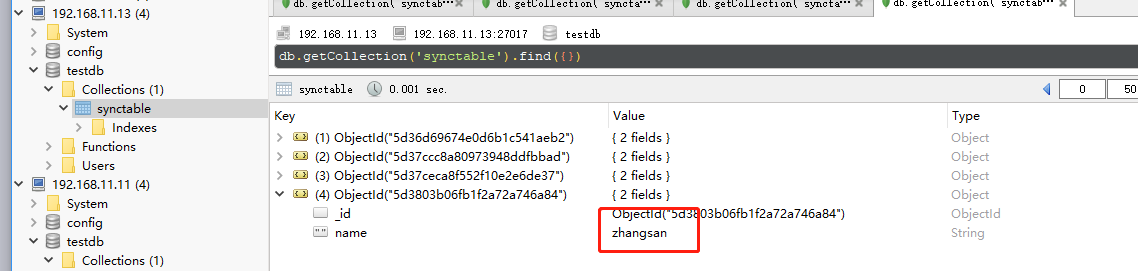 db.getCollection( synctab···
db.getCollection( syncta···
db.getCollection( syncta···
db.getCollection( syncta···
192.168.11.13 (4)
System
config
testdb
Collections (1)
synctable
Indexes
Functions
Users
192.168.11.11 (4)
System
config
testdb
Collections (1)
192.168.11.13 192.168.11.13:27017 testdb
db.getCollection('synctable').find({})
synctable 0.001 sec. 0 50
Key Value Type
(1) ObjectId("5d36d69674e0d6b1c541aeb2") { 2 fields } Object
(2) ObjectId("5d37ccc8a80973948ddfbbad") { 2 fields } Object
(3) ObjectId("5d37ceca8f552f10e2e6de37") { 2 fields } Object
(4) ObjectId("5d3803b06fb1f2a72a746a84") { 2 fields } Object
_id ObjectId("5d3803b06fb1f2a72a746a84") ObjectId
name zhangsan String